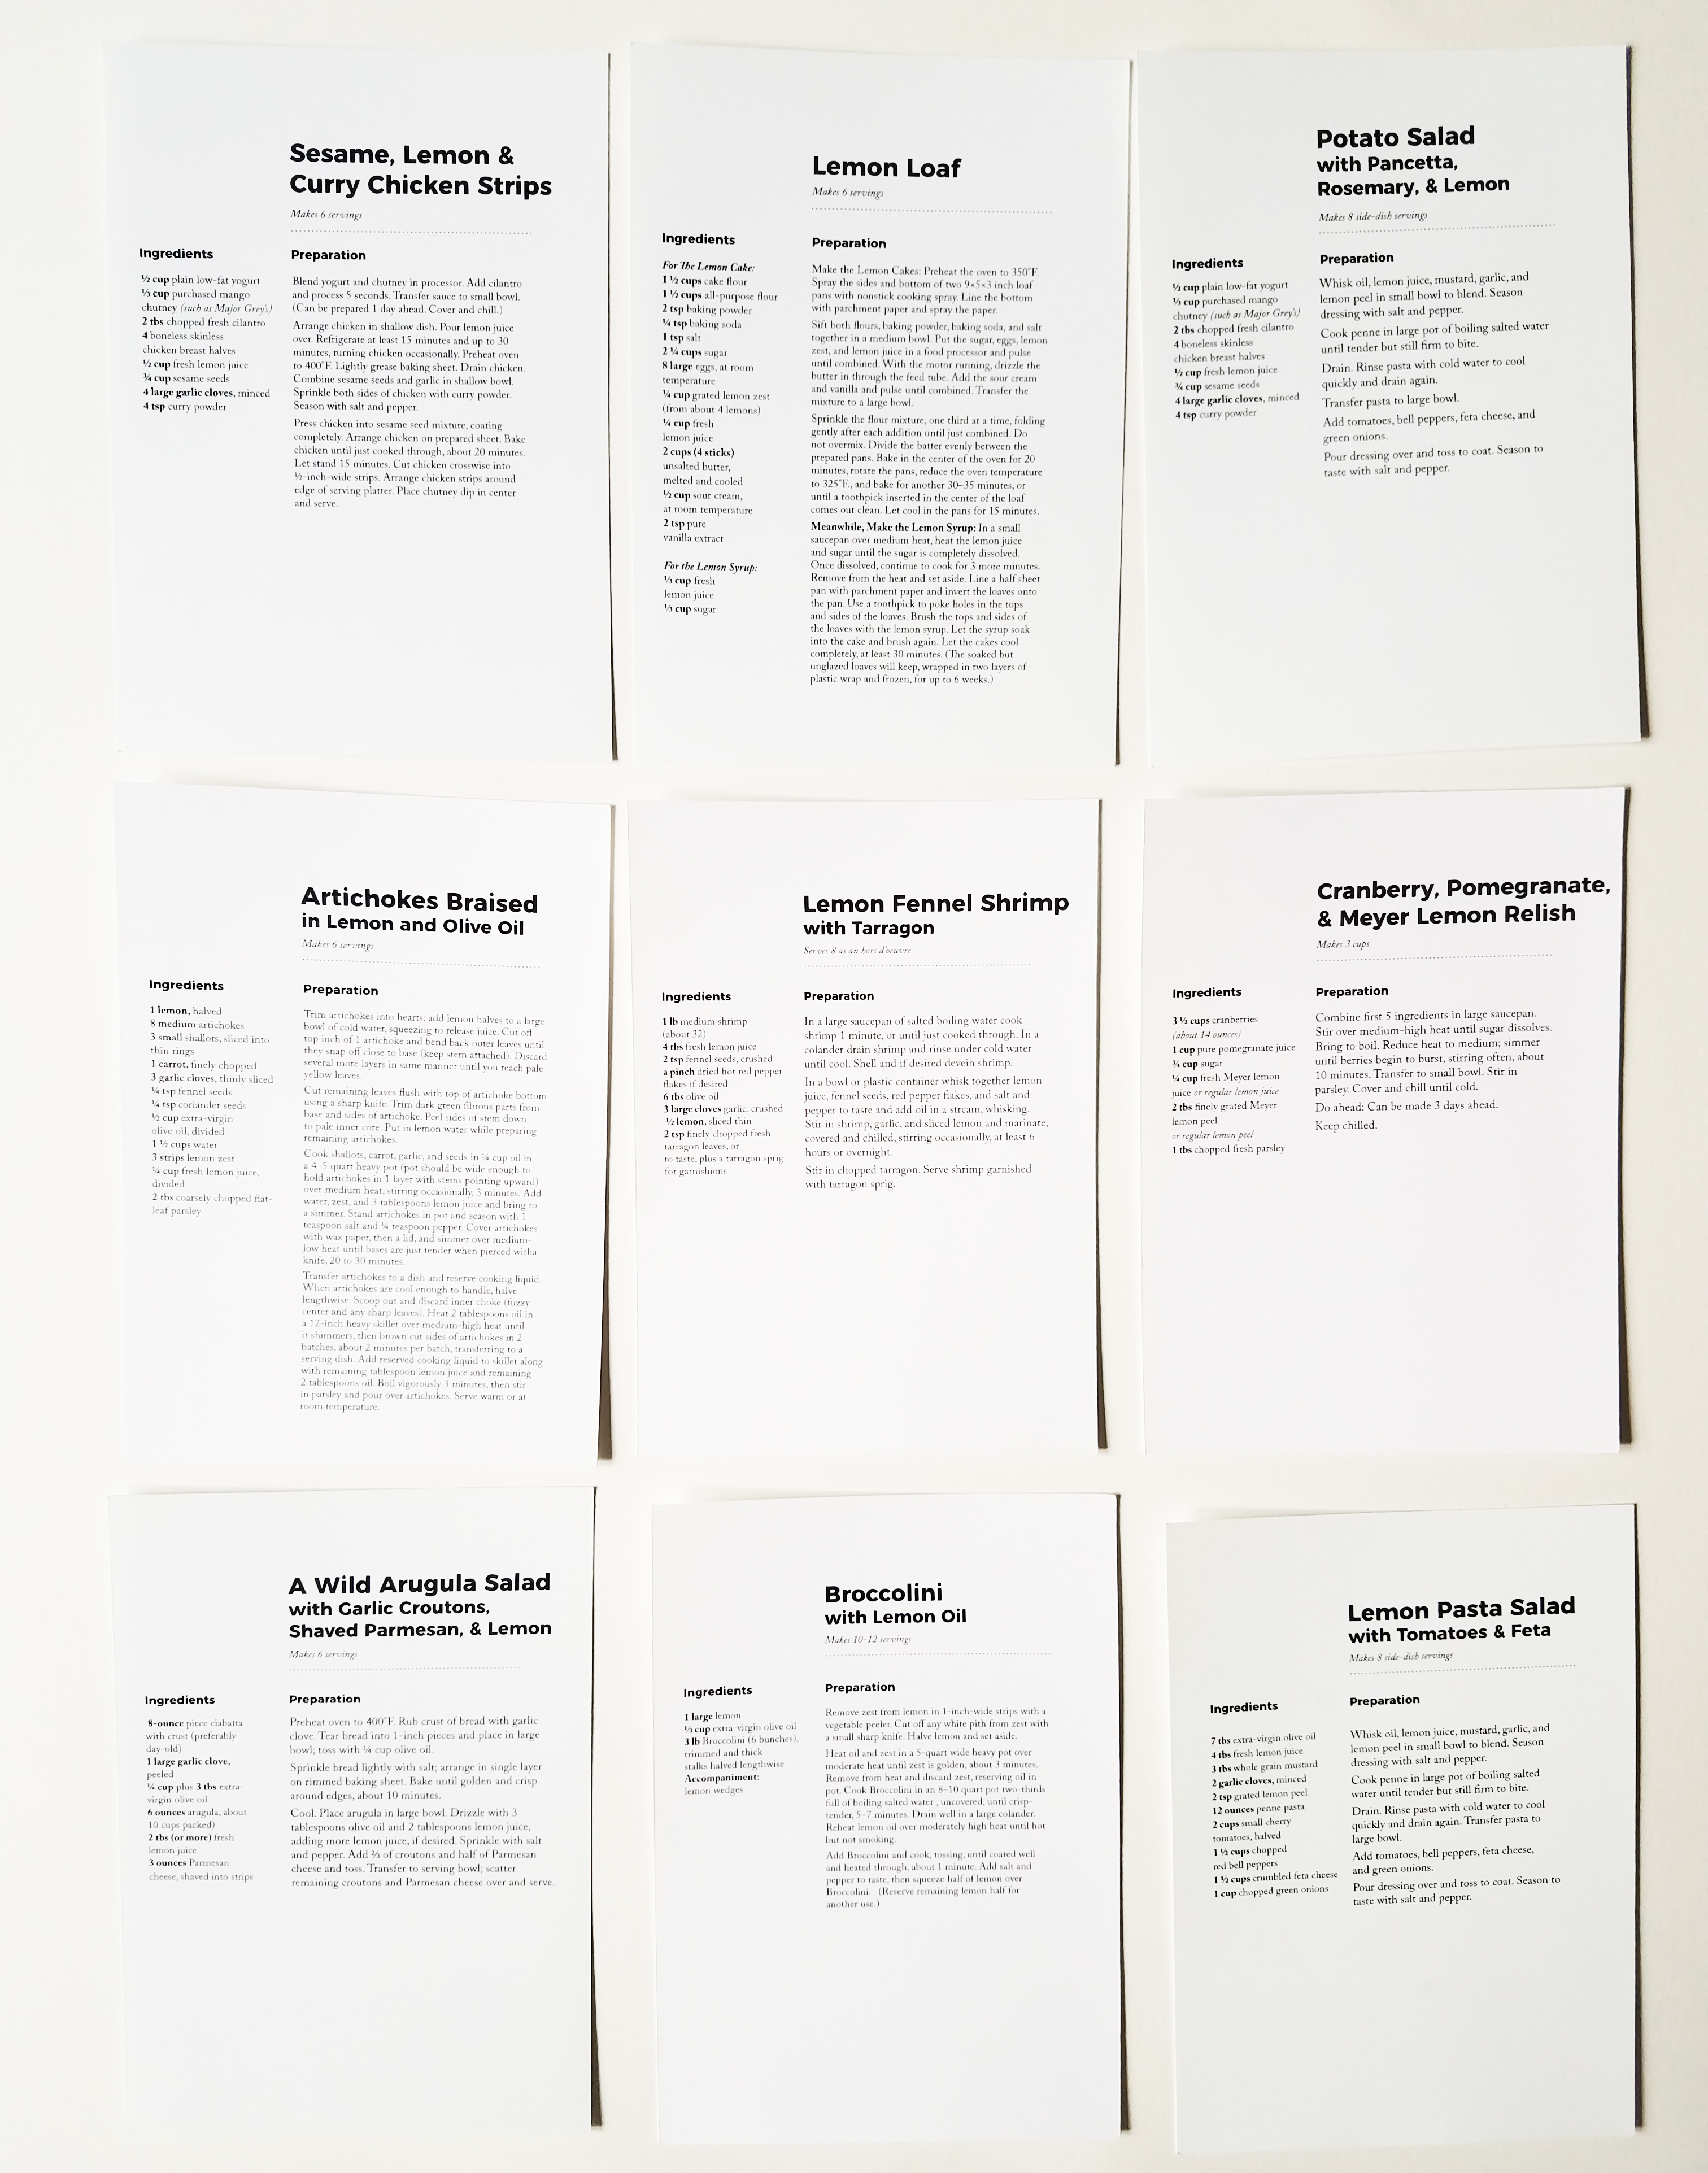 Sesame, Lemon &
Curry Chicken Strips
Makes 6 servings
Ingredients
½ cup plain low-fat yogurt
⅓ cup purchased mango
chutney (such as Major Grey's)
2 tbs chopped fresh cilantro
4 boneless skinless
chicken breast halves
½ cup fresh lemon juice
¾ cup sesame seeds
4 large garlic cloves, minced
4 tsp curry powder
Preparation
Blend yogurt and chutney in processor. Add cilantro
and process 5 seconds. Transfer sauce to small bowl.
(Can be prepared 1 day ahead. Cover and chill.)
Arrange chicken in shallow dish. Pour lemon juice
over. Refrigerate at least 15 minutes and up to 30
minutes, turning chicken occasionally. Preheat oven
to 400°F. Lightly grease baking sheet. Drain chicken.
Combine sesame seeds and garlic in shallow bowl.
Sprinkle both sides of chicken with curry powder.
Season with salt and pepper.
Press chicken into sesame seed mixture, coating
completely. Arrange chicken on prepared sheet. Bake
chicken until just cooked through, about 20 minutes.
Let stand 15 minutes. Cut chicken crosswise into
½-inch-wide strips. Arrange chicken strips around
edge of serving platter. Place chutney dip in center
and serve.
Lemon Loaf
Makes 6 servings
Ingredients
For The Lemon Cake:
1 ½ cups cake flour
1 ½ cups all-purpose flour
2 tsp baking powder
¼ tsp baking soda
1 tsp salt
2 ¼ cups sugar
8 large eggs, at room
temperature
¼ cup grated lemon zest
(from about 4 lemons)
¼ cup fresh
lemon juice
2 cups (4 sticks)
unsalted butter,
melted and cooled
½ cup sour cream,
at room temperature
2 tsp pure
vanilla extract
For the Lemon Syrup:
⅓ cup fresh
lemon juice
⅓ cup sugar
Preparation
Make the Lemon Cakes: Preheat the oven to 350°F.
Spray the sides and bottom of two 9×5×3 inch loaf
pans with nonstick cooking spray. Line the bottom
with parchment paper and spray the paper.
Sift both flours, baking powder, baking soda, and salt
together in a medium bowl. Put the sugar, eggs, lemon
zest, and lemon juice in a food processor and pulse
until combined. With the motor running, drizzle the
butter in through the feed tube. Add the sour cream
and vanilla and pulse until combined. Transfer the
mixture to a large bowl.
Sprinkle the flour mixture, one third at a time, folding
gently after each addition until just combined. Do
not overmix. Divide the batter evenly between the
prepared pans. Bake in the center of the oven for 20
minutes, rotate the pans, reduce the oven temperature
to 325°F., and bake for another 30–35 minutes, or
until a toothpick inserted in the center of the loaf
comes out clean. Let cool in the pans for 15 minutes.
Meanwhile, Make the Lemon Syrup: In a small
saucepan over medium heat, heat the lemon juice
and sugar until the sugar is completely dissolved.
Once dissolved, continue to cook for 3 more minutes.
Remove from the heat and set aside. Line a half sheet
pan with parchment paper and invert the loaves onto
the pan. Use a toothpick to poke holes in the tops
and sides of the loaves. Brush the tops and sides of
the loaves with the lemon syrup. Let the syrup soak
into the cake and brush again. Let the cakes cool
completely, at least 30 minutes. (The soaked but
unglazed loaves will keep, wrapped in two layers of
plastic wrap and frozen, for up to 6 weeks.)
Potato Salad
with Pancetta,
Rosemary, & Lemon
Makes 8 side-dish servings
Ingredients
½ cup plain low-fat yogurt
⅓ cup purchased mango
chutney (such as Major Grey's)
2 tbs chopped fresh cilantro
4 boneless skinless
chicken breast halves
½ cup fresh lemon juice
¾ cup sesame seeds
4 large garlic cloves, minced
4 tsp curry powder
Preparation
Whisk oil, lemon juice, mustard, garlic, and
lemon peel in small bowl to blend. Season
dressing with salt and pepper.
Cook penne in large pot of boiling salted water
until tender but still firm to bite.
Drain. Rinse pasta with cold water to cool
quickly and drain again.
Transfer pasta to large bowl.
Add tomatoes, bell peppers, feta cheese, and
green onions.
Pour dressing over and toss to coat. Season to
taste with salt and pepper.
Artichokes Braised
in Lemon and Olive Oil
Makes 6 servings
Ingredients
1 lemon, halved
8 medium artichokes
3 small shallots, sliced into
thin rings
1 carrot, finely chopped
3 garlic cloves, thinly sliced
¼ tsp fennel seeds
¼ tsp coriander seeds
½ cup extra-virgin
olive oil, divided
1 ½ cups water
3 strips lemon zest
¼ cup fresh lemon juice,
divided
2 tbs coarsely chopped flat-
leaf parsley
Preparation
Trim artichokes into hearts: add lemon halves to a large
bowl of cold water, squeezing to release juice. Cut off
top inch of 1 artichoke and bend back outer leaves until
they snap off close to base (keep stem attached). Discard
several more layers in same manner until you reach pale
yellow leaves.
Cut remaining leaves flush with top of artichoke bottom
using a sharp knife. Trim dark green fibrous parts from
base and sides of artichoke. Peel sides of stem down
to pale inner core. Put in lemon water while preparing
remaining artichokes.
Cook shallots, carrot, garlic, and seeds in ¼ cup oil in
a 4–5 quart heavy pot (pot should be wide enough to
hold artichokes in 1 layer with stems pointing upward)
over medium heat, stirring occasionally, 3 minutes. Add
water, zest, and 3 tablespoons lemon juice and bring to
a simmer. Stand artichokes in pot and season with 1
teaspoon salt and ¼ teaspoon pepper. Cover artichokes
with wax paper, then a lid, and simmer over medium-
low heat until bases are just tender when pierced witha
knife, 20 to 30 minutes.
Transfer artichokes to a dish and reserve cooking liquid.
When artichokes are cool enough to handle, halve
lengthwise. Scoop out and discard inner choke (fuzzy
center and any sharp leaves). Heat 2 tablespoons oil in
a 12-inch heavy skillet over medium-high heat until
it shimmers, then brown cut sides of artichokes in 2
batches, about 2 minutes per batch, transferring to a
serving dish. Add reserved cooking liquid to skillet along
with remaining tablespoon lemon juice and remaining
2 tablespoons oil. Boil vigorously 3 minutes, then stir
in parsley and pour over artichokes. Serve warm or at
room temperature.
Lemon Fennel Shrimp
with Tarragon
Serves 8 as an hors d'oeuvre
Ingredients
1 lb medium shrimp
(about 32)
4 tbs fresh lemon juice
2 tsp fennel seeds, crushed
a pinch dried hot red pepper
flakes if desired
6 tbs olive oil
3 large cloves garlic, crushed
½ lemon, sliced thin
2 tsp finely chopped fresh
tarragon leaves, or
to taste, plus a tarragon sprig
for garnishions
Preparation
In a large saucepan of salted boiling water cook
shrimp 1 minute, or until just cooked through. In a
colander drain shrimp and rinse under cold water
until cool. Shell and if desired devein shrimp.
In a bowl or plastic container whisk together lemon
juice, fennel seeds, red pepper flakes, and salt and
pepper to taste and add oil in a stream, whisking.
Stir in shrimp, garlic, and sliced lemon and marinate,
covered and chilled, stirring occasionally, at least 6
hours or overnight.
Stir in chopped tarragon. Serve shrimp garnished
with tarragon sprig.
Cranberry, Pomegranate,
& Meyer Lemon Relish
Makes 3 cups
Ingredients
3 ½ cups cranberries
(about 14 ounces)
1 cup pure pomegranate juice
¾ cup sugar
¼ cup fresh Meyer lemon
juice or regular lemon juice
2 tbs finely grated Meyer
lemon peel
or regular lemon peel
1 tbs chopped fresh parsley
Preparation
Combine first 5 ingredients in large saucepan.
Stir over medium-high heat until sugar dissolves.
Bring to boil. Reduce heat to medium; simmer
until berries begin to burst, stirring often, about
10 minutes. Transfer to small bowl. Stir in
parsley. Cover and chill until cold.
Do ahead: Can be made 3 days ahead.
Keep chilled.
A Wild Arugula Salad
with Garlic Croutons,
Shaved Parmesan, & Lemon
Makes 6 servings
Ingredients
8-ounce piece ciabatta
with crust (preferably
day-old)
1 large garlic clove,
peeled
¼ cup plus 3 tbs extra-
virgin olive oil
6 ounces arugula, about
10 cups packed)
2 tbs (or more) fresh
lemon juice
3 ounces Parmesan
cheese, shaved into strips
Preparation
Preheat oven to 400°F. Rub crust of bread with garlic
clove. Tear bread into 1-inch pieces and place in large
bowl; toss with ¼ cup olive oil.
Sprinkle bread lightly with salt; arrange in single layer
on rimmed baking sheet. Bake until golden and crisp
around edges, about 10 minutes.
Cool. Place arugula in large bowl. Drizzle with 3
tablespoons olive oil and 2 tablespoons lemon juice,
adding more lemon juice, if desired. Sprinkle with salt
and pepper. Add ⅔ of croutons and half of Parmesan
cheese and toss. Transfer to serving bowl; scatter
remaining croutons and Parmesan cheese over and serve.
Broccolini
with Lemon Oil
Makes 10-12 servings
Ingredients
1 large lemon
⅓ cup extra-virgin olive oil
3 lb Broccolini (6 bunches),
trimmed and thick
stalks halved lengthwise
Accompaniment:
lemon wedges
Preparation
Remove zest from lemon in 1-inch-wide strips with a
vegetable peeler. Cut off any white pith from zest with
a small sharp knife. Halve lemon and set aside.
Heat oil and zest in a 5-quart wide heavy pot over
moderate heat until zest is golden, about 3 minutes.
Remove from heat and discard zest, reserving oil in
pot. Cook Broccolini in an 8–10 quart pot two-thirds
full of boiling salted water , uncovered, until crisp-
tender, 5–7 minutes. Drain well in a large colander.
Reheat lemon oil over moderately high heat until hot
but not smoking.
Add Broccolini and cook, tossing, until coated well
and heated through, about 1 minute. Add salt and
pepper to taste, then squeeze half of lemon over
Broccolini. (Reserve remaining lemon half for
another use.)
Lemon Pasta Salad
with Tomatoes & Feta
Makes 8 side-dish servings
Ingredients
7 tbs extra-virgin olive oil
4 tbs fresh lemon juice
3 tbs whole grain mustard
2 garlic cloves, minced
2 tsp grated lemon peel
12 ounces penne pasta
2 cups small cherry
tomatoes, halved
1 ½ cups chopped
red bell peppers
1 ½ cups crumbled feta cheese
1 cup chopped green onions
Preparation
Whisk oil, lemon juice, mustard, garlic, and
lemon peel in small bowl to blend. Season
dressing with salt and pepper.
Cook penne in large pot of boiling salted
water until tender but still firm to bite.
Drain. Rinse pasta with cold water to cool
quickly and drain again. Transfer pasta to
large bowl.
Add tomatoes, bell peppers, feta cheese,
and green onions.
Pour dressing over and toss to coat. Season to
taste with salt and pepper.